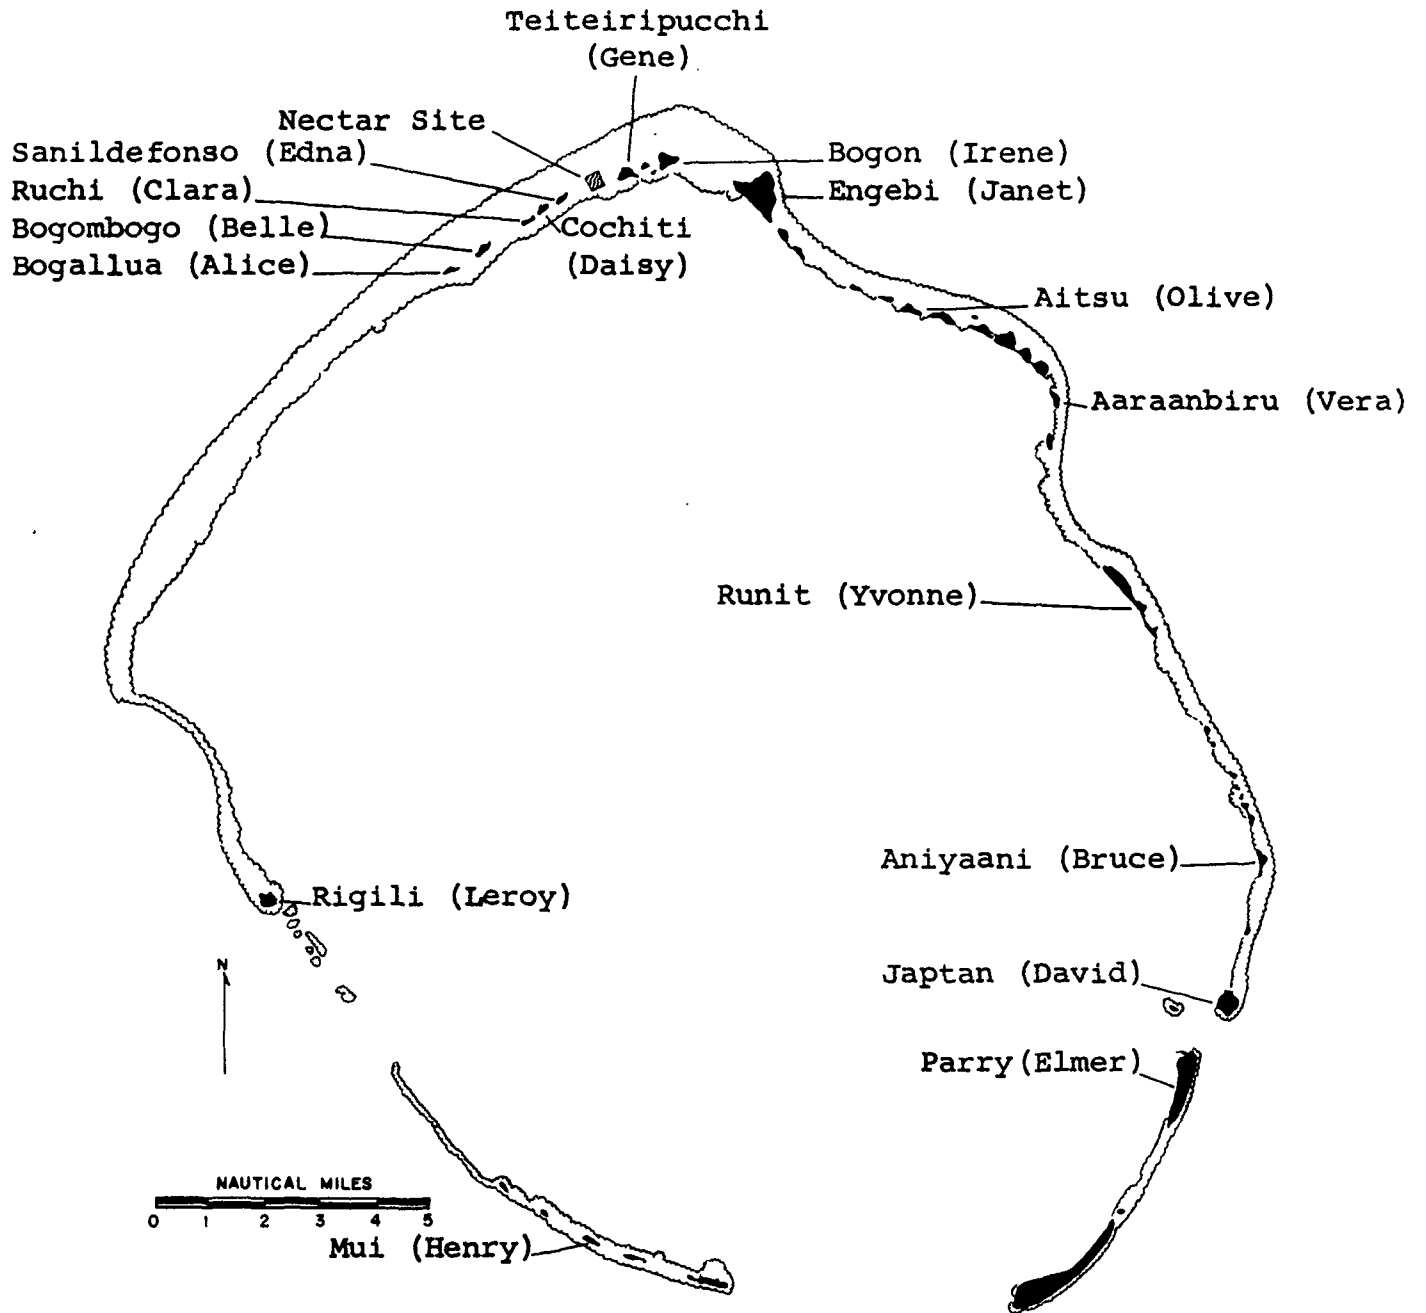 Teiteiripucchi
(Gene)
Nectar Site
Sanildefonso (Edna)
Ruchi (Clara)
Bogombogo (Belle)
Bogallua (Alice)
Cochiti
(Daisy)
Bogon (Irene)
Engebi (Janet)
Aitsu (Olive)
Aaraanbiru (Vera)
Runit (Yvonne)
Aniyaani (Bruce)
Rigili (Leroy)
N
Japtan (David)
Parry (Elmer)
NAUTICAL MILES
0 1 2 3 4 5
Mui (Henry)